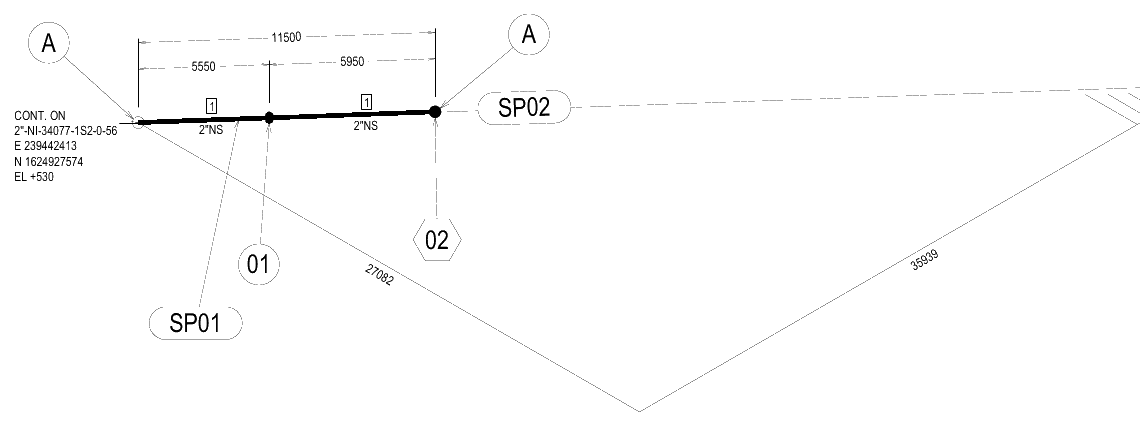 A
11500
A
5550
5950
1
1
SP02
CONT. ON
2"-NI-34077-1S2-0-56
E 239442413
N 1624927574
EL +530
2"NS
2"NS
02
01
27082
35939
SP01